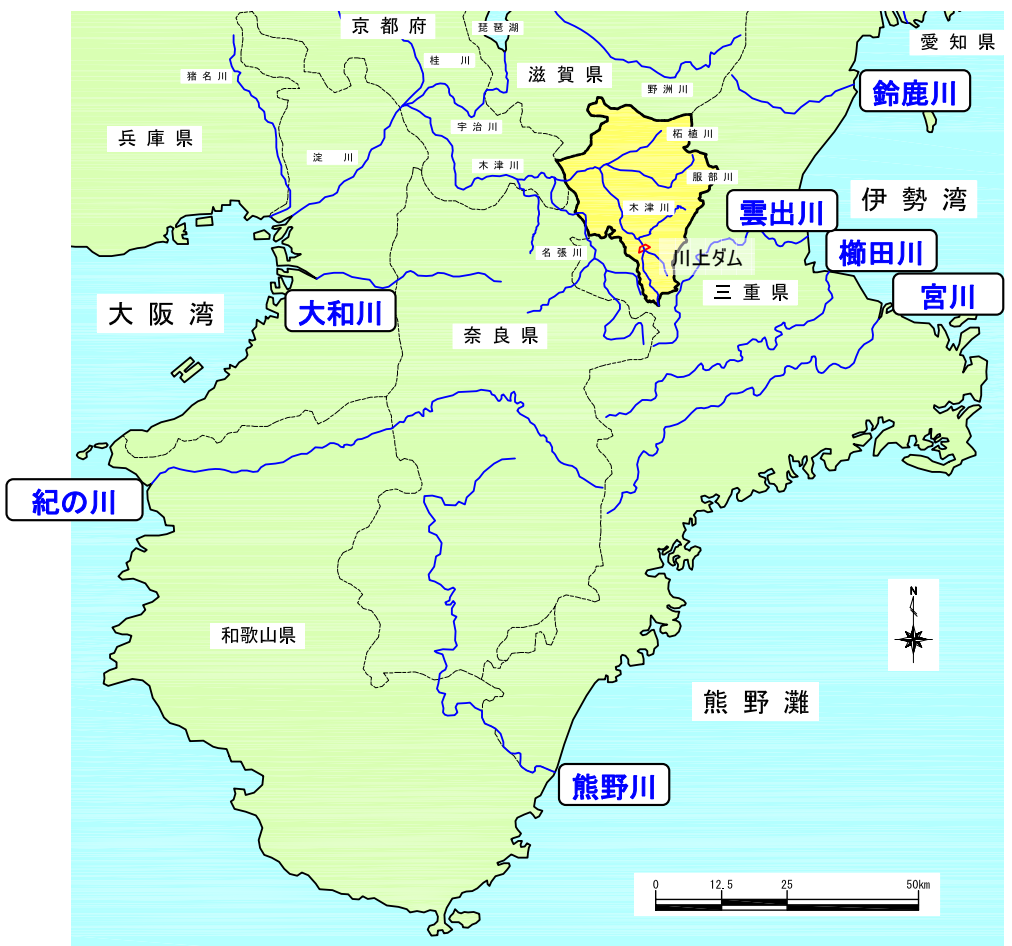 京都府
琵琶湖
愛知県
桂川
猪名川
滋賀県
野洲川
鈴鹿川
兵庫県
宇治川
柘植川
淀川
木津川
服部川
伊勢湾
木津川
雲出川
名張川
川上ダム
櫛田川
三重県
宮川
大阪湾
大和川
奈良県
紀の川
N
和歌山県
熊野灘
熊野川
0 12.5 25 50km